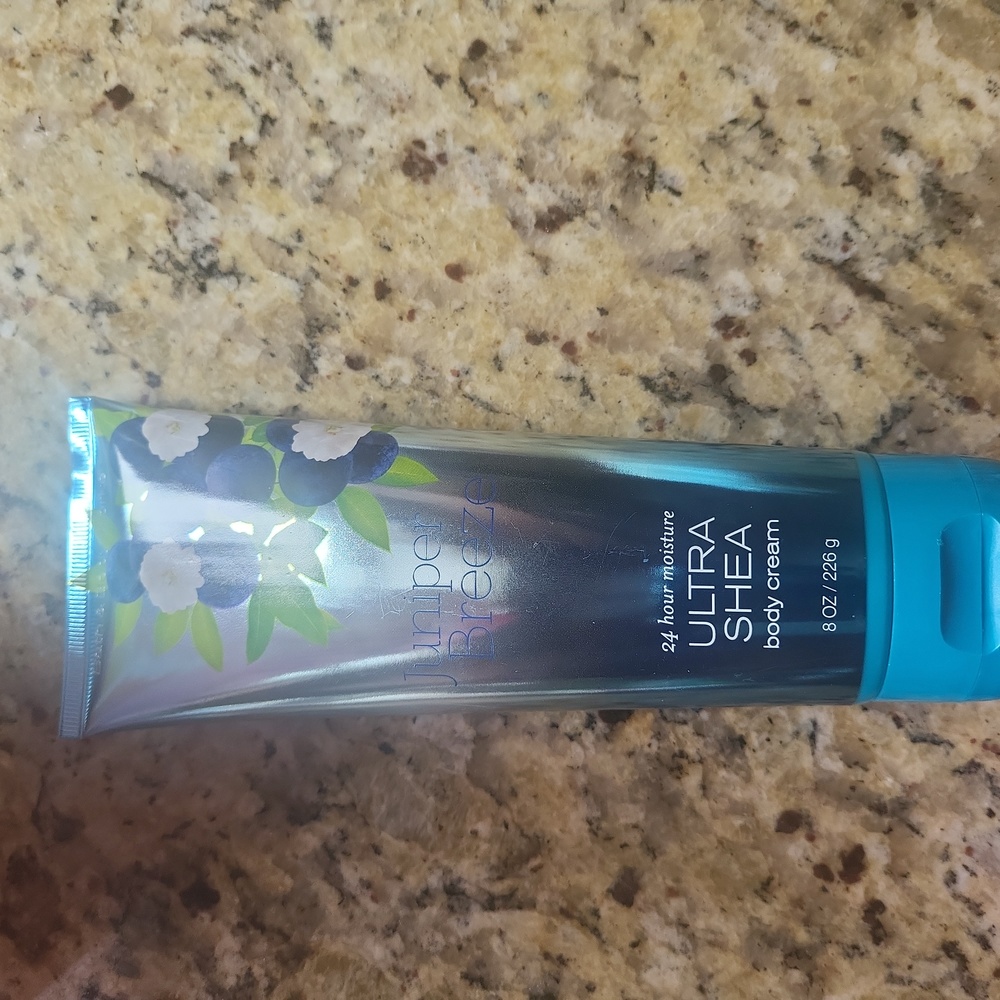 Juniper
Breeze
24 hour moisture
ULTRA
SHEA
body cream
8 OZ / 226 g